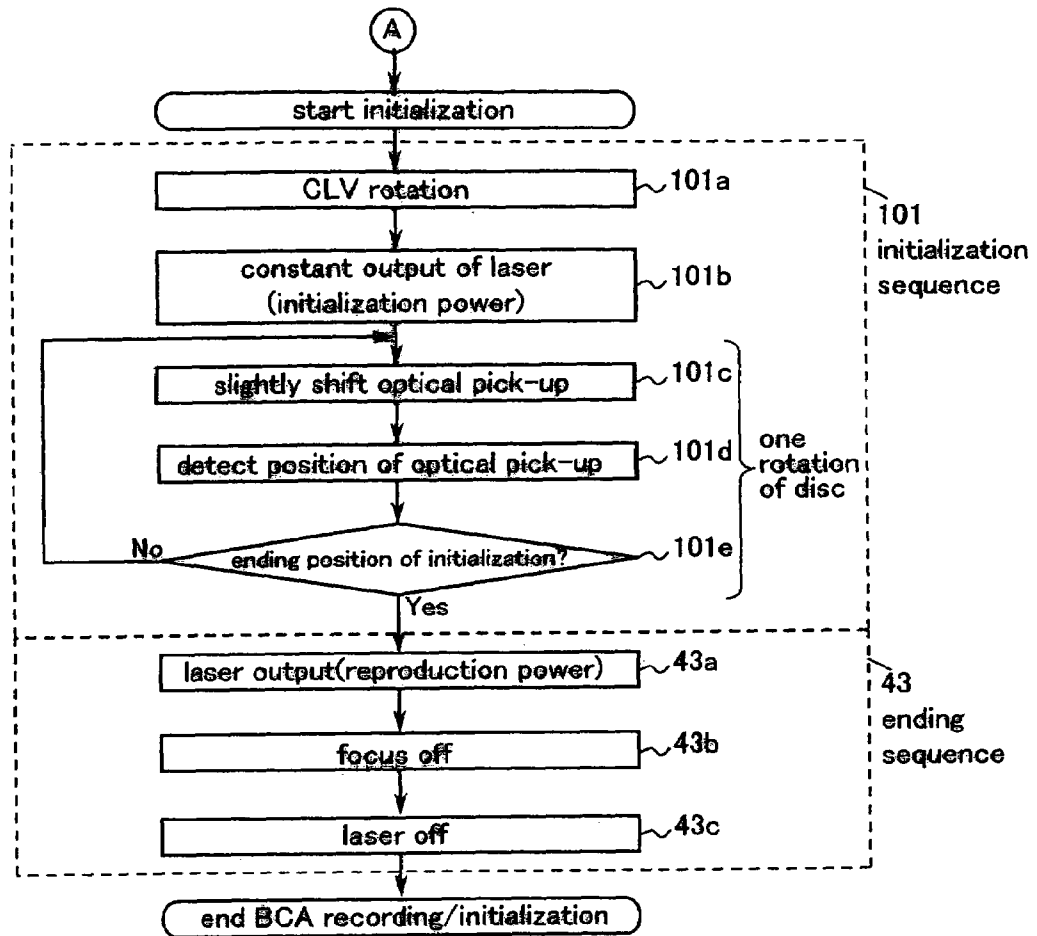 A
start initialization
CLV rotation
101a
101
initialization
sequence
constant output of laser
(initialization power)
101b
slightly shift optical pick-up
101c
detect position of optical pick-up
101d
one
rotation
of disc
No
ending position of initialization?
101e
Yes
laser output(reproduction power)
43a
43
ending
sequence
focus off
43b
laser off
43c
end BCA recording/initialization